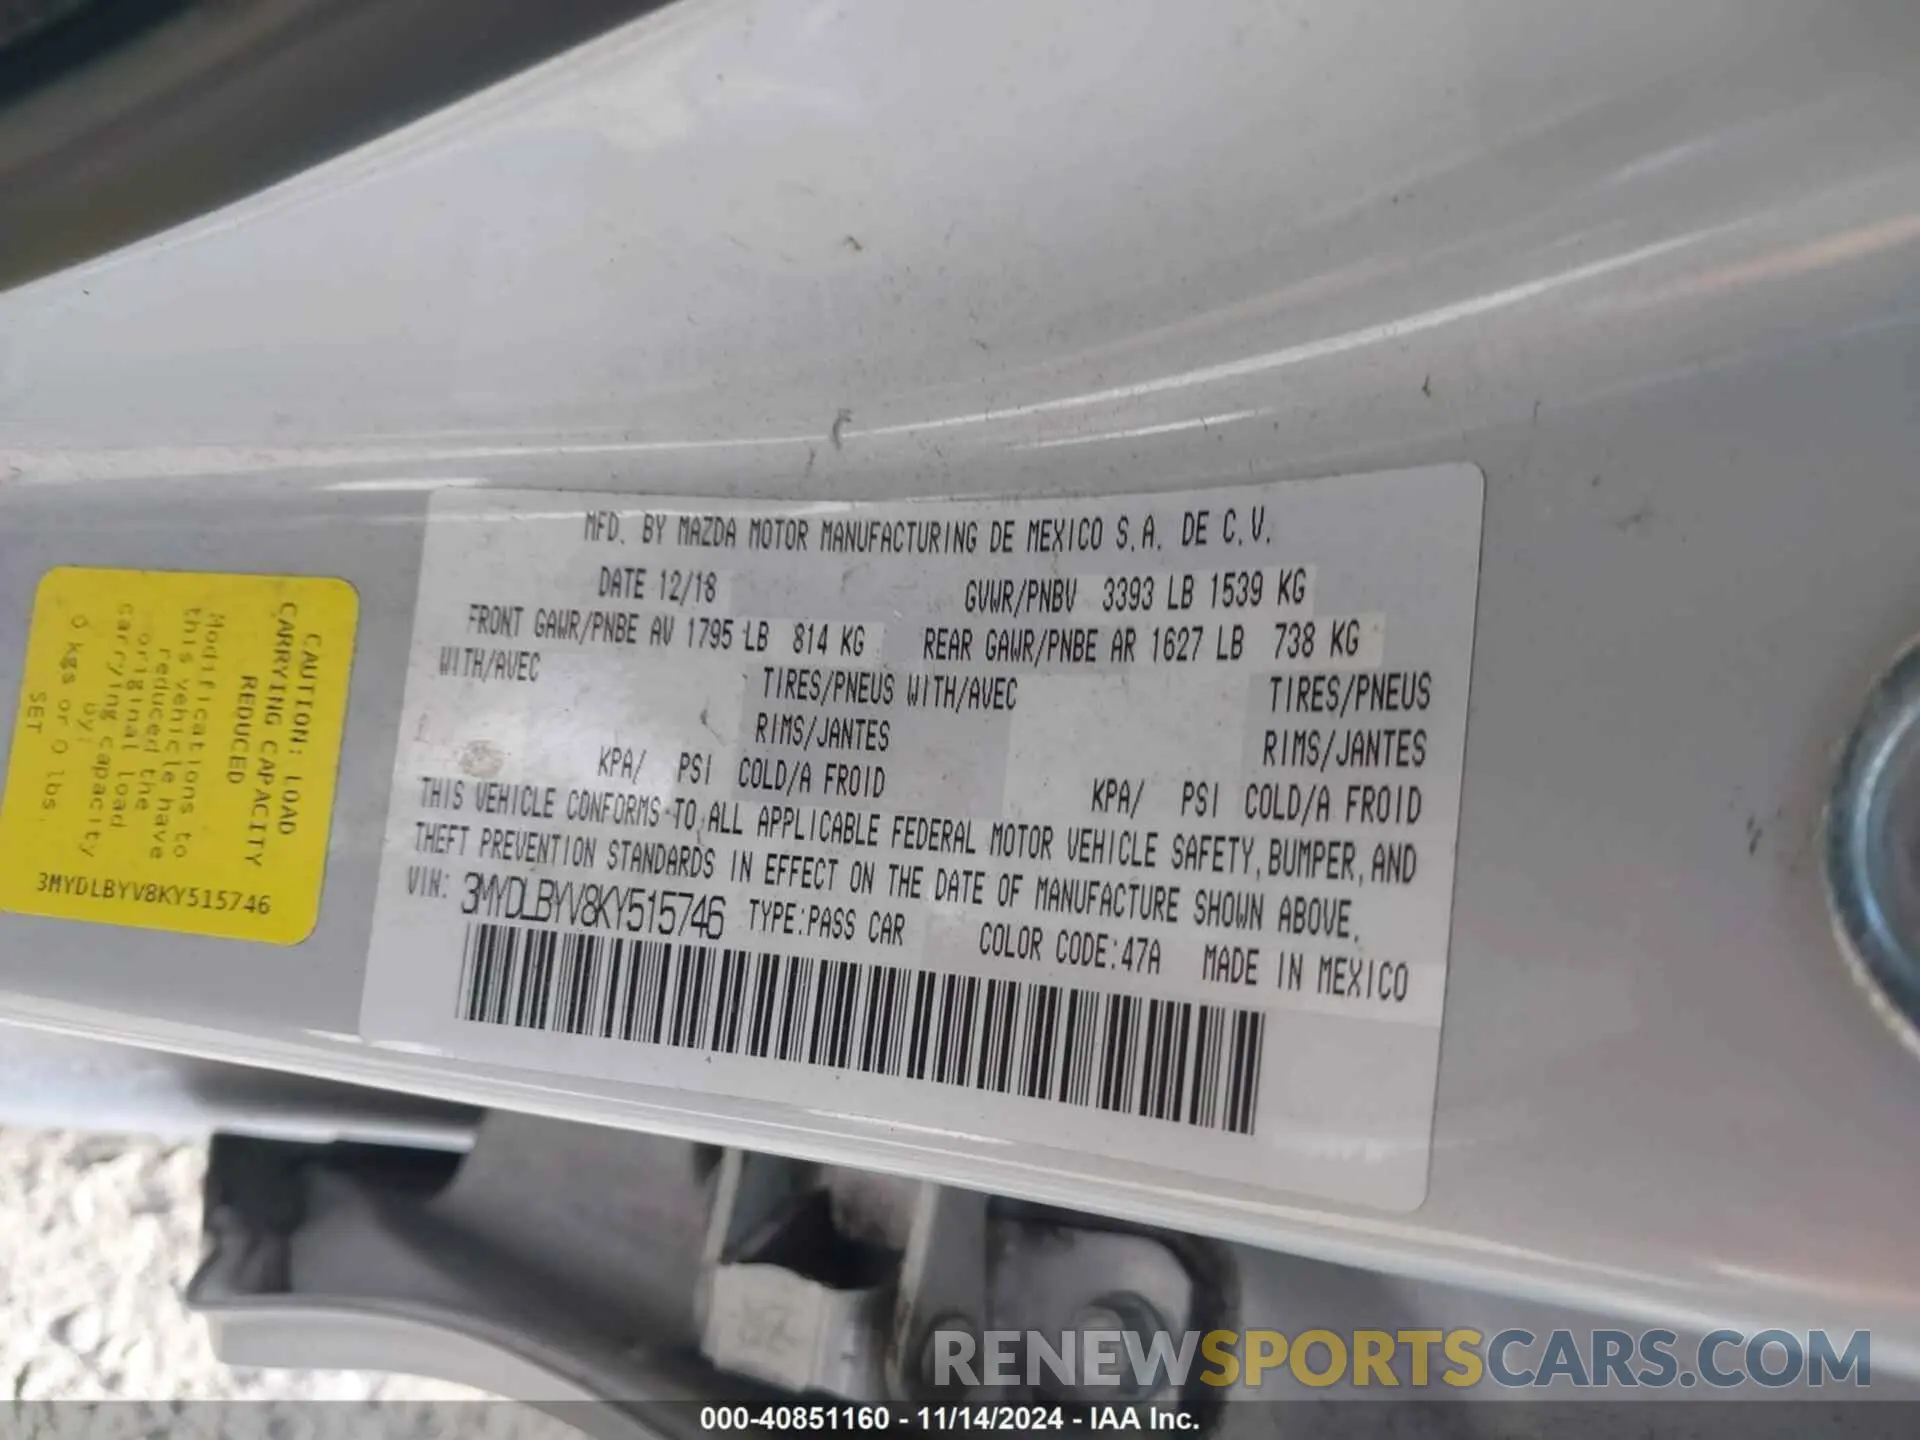 MFD. BY MAZDA MOTOR MANUFACTURING DE MEXICO S.A. DE C.V.
DATE 12/18 GVWR/PNBV 3393 LB 1539 KG
FRONT GAWR/PNBE AV 1795 LB 814 KG REAR GAWR/PNBE AR 1627 LB 738 KG
WITH/AVEC TIRES/PNEUS WITH/AVEC TIRES/PNEUS
RIMS/JANTES RIMS/JANTES
KPA/ PSI COLD/A FROID KPA/ PSI COLD/A FROID
THIS VEHICLE CONFORMS TO ALL APPLICABLE FEDERAL MOTOR VEHICLE SAFETY, BUMPER, AND
THEFT PREVENTION STANDARDS IN EFFECT ON THE DATE OF MANUFACTURE SHOWN ABOVE.
VIN: 3MYDLBYV8KY515746 TYPE:PASS CAR COLOR CODE:47A MADE IN MEXICO
CAUTION: LOAD
CARRYING CAPACITY
REDUCED
Modifications to
this vehicle have
reduced the
original load
carrying capacity
by:
0 kgs or 0 lbs.
SET
3MYDLBYV8KY515746
RENEWSPORTSCARS.COM
000-40851160 - 11/14/2024 - IAA Inc.